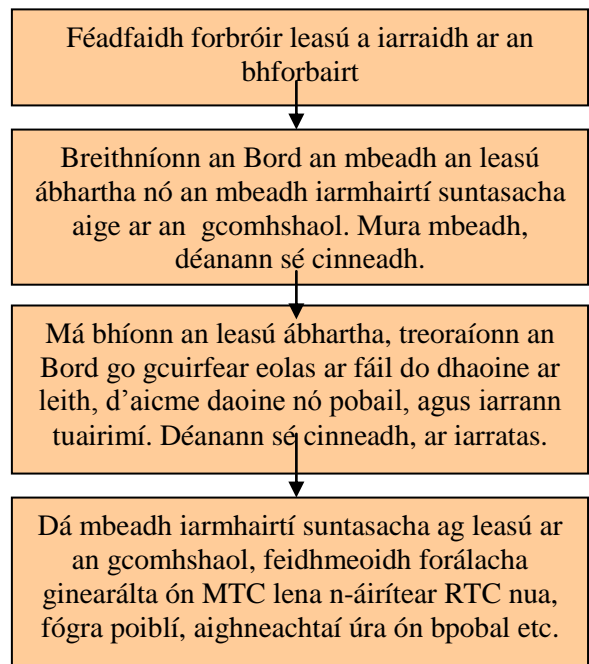 Féadfaidh forbróir leasú a iarraidh ar an
bhforbairt
Breithníonn an Bord an mbeadh an leasú
ábhartha nó an mbeadh iarmhairtí suntasacha
aige ar an gcomhshaol. Mura mbeadh,
déanann sé cinneadh.
Má bhíonn an leasú ábhartha, treoraíonn an
Bord go gcuirfear eolas ar fáil do dhaoine ar
leith, d’aicme daoine nó pobail, agus iarrann
tuairimí. Déanann sé cinneadh, ar iarratas.
Dá mbeadh iarmhairtí suntasacha ag leasú ar
an gcomhshaol, feidhmeoidh forálacha
ginearálta ón MTC lena n-áirítear RTC nua,
fógra poiblí, aighneachtaí úra ón bpobal etc.